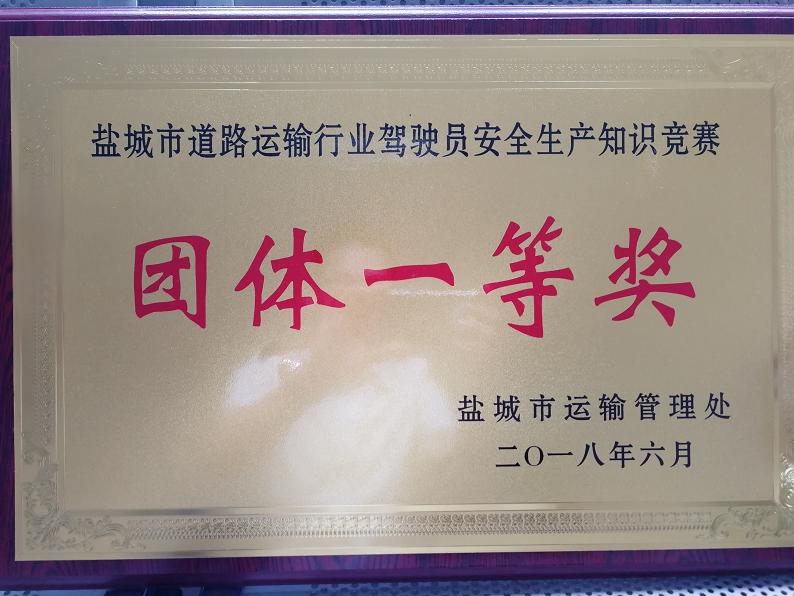 盐城市道路运输行业驾驶员安全生产知识竞赛
团体一等奖
盐城市运输管理处
二〇一八年六月